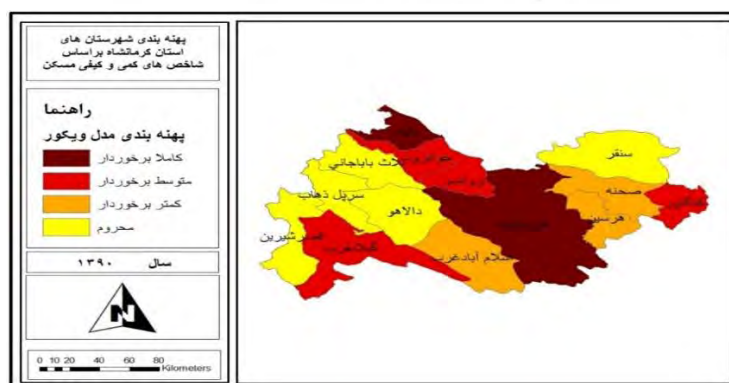 پهنه بندی شهرستان های
استان کرمانشاه براساس
شاخص های کمی و کیفی مسکن
راهنما
پهنه بندی مدل ویکور
کاملا برخوردار
متوسط برخوردار
کمتر برخوردار
محروم
سال ۱۳۹۰
N
0 10 20 40 60 80
Kilometers
سنقر
ثلاث باباجانی
روانسر
صحنه
سرپل ذهاب
دالاهو
هرسین
قصرشیرین
گیلانغرب
اسلام آبادغرب